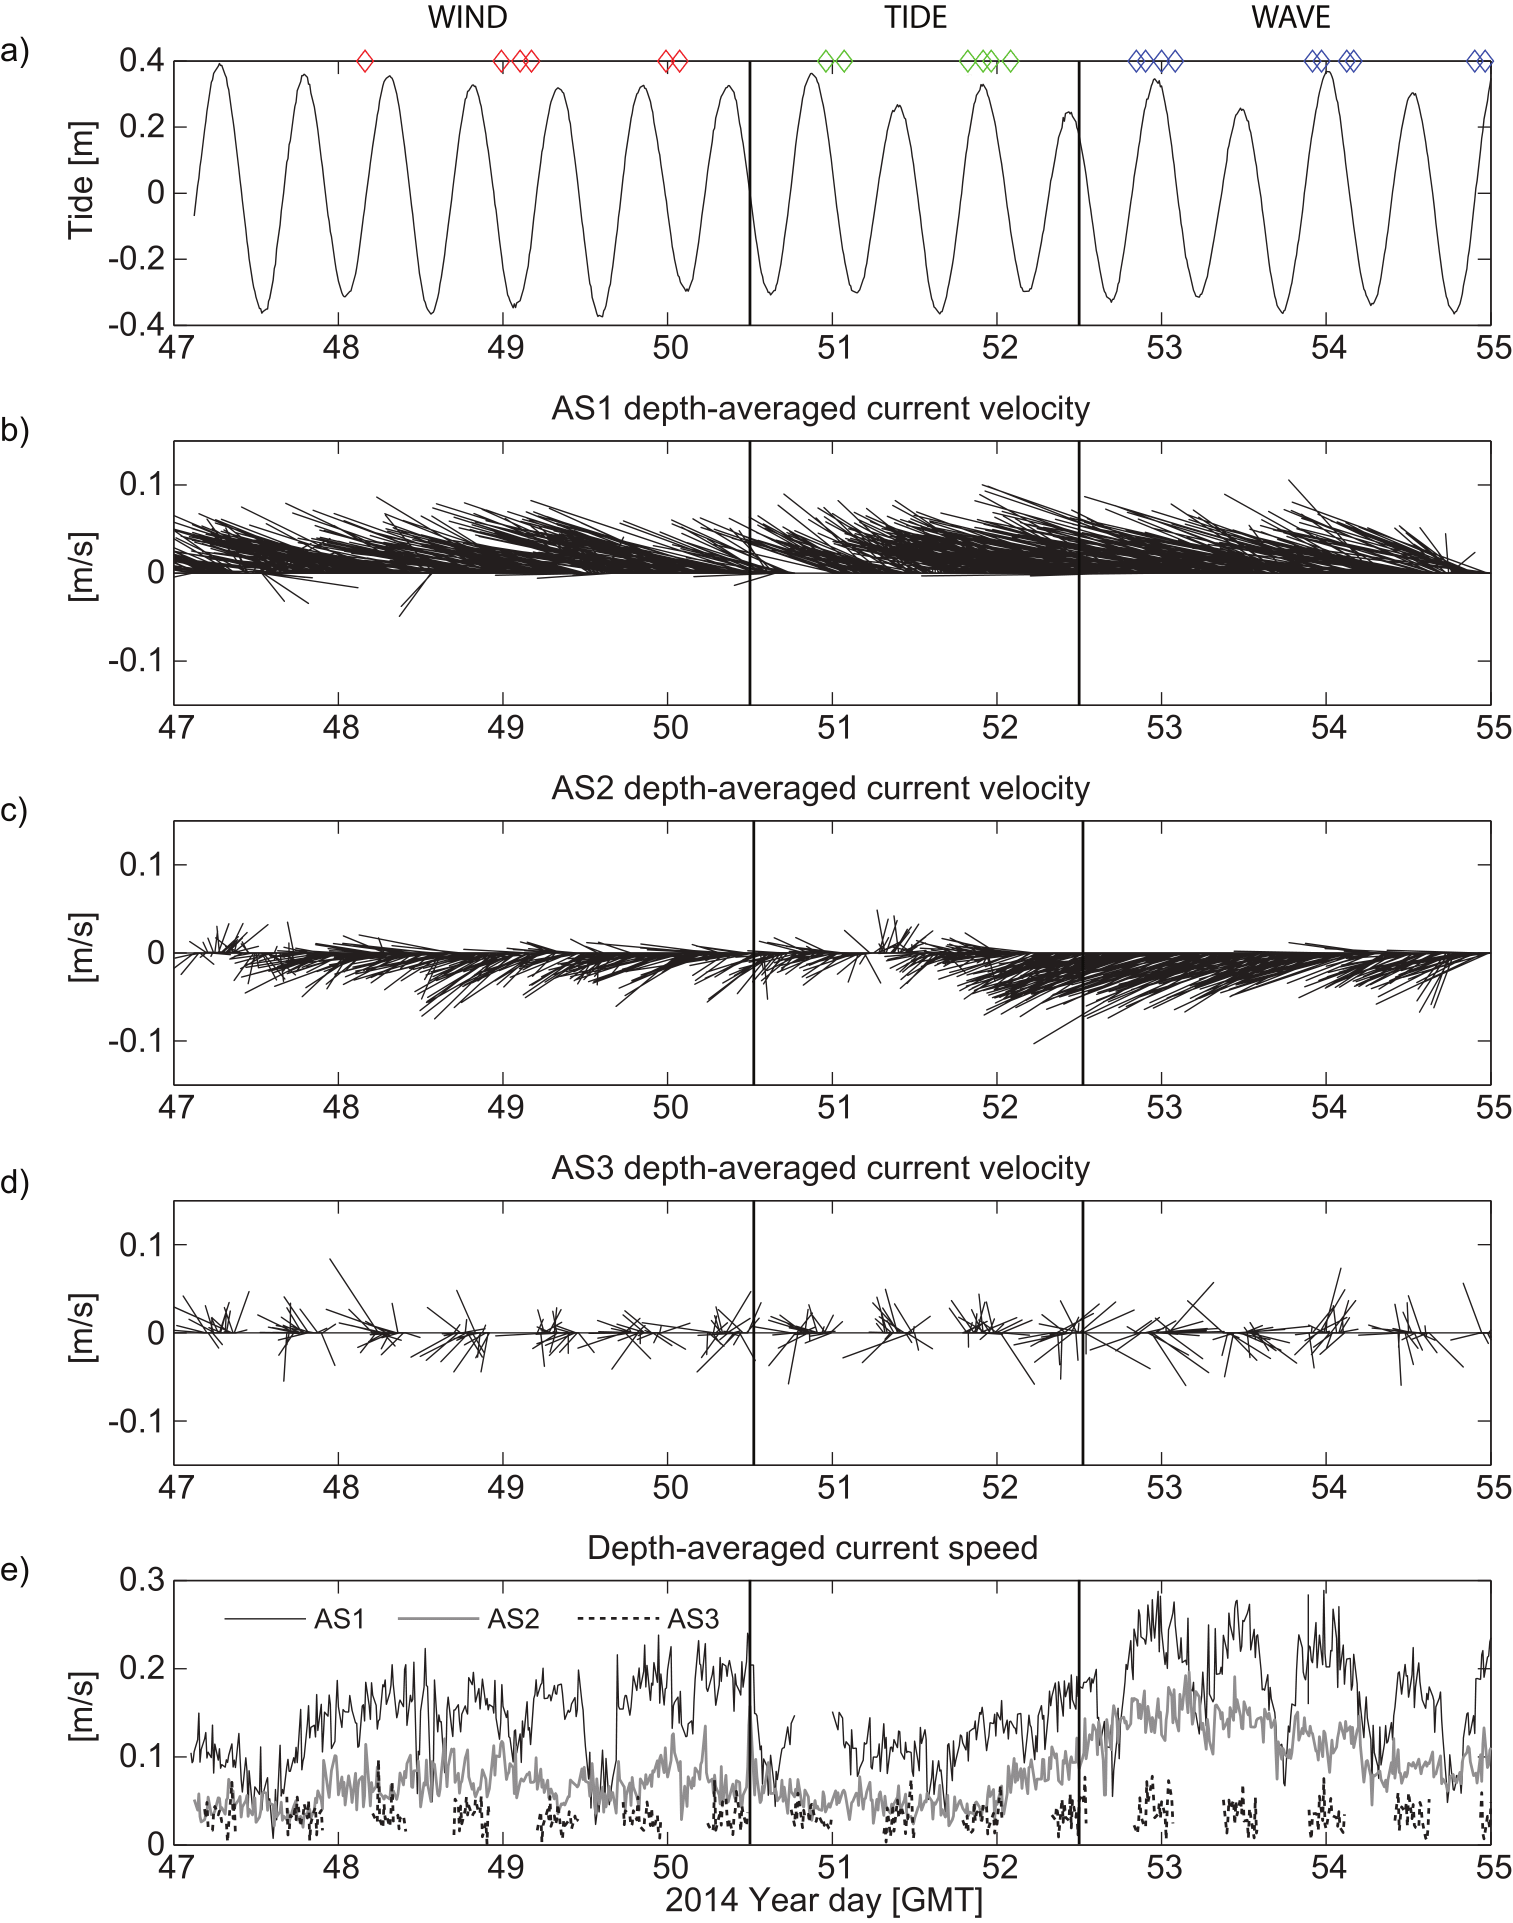 WIND TIDE WAVE
a)
0.4
0.2
0
-0.2
-0.4
Tide [m]
47 48 49 50 51 52 53 54 55
AS1 depth-averaged current velocity
b)
0.1
0
-0.1
[m/s]
47 48 49 50 51 52 53 54 55
AS2 depth-averaged current velocity
c)
0.1
0
-0.1
[m/s]
47 48 49 50 51 52 53 54 55
AS3 depth-averaged current velocity
d)
0.1
0
-0.1
[m/s]
47 48 49 50 51 52 53 54 55
Depth-averaged current speed
e)
0.3
0.2
0.1
0
[m/s]
AS1 AS2 AS3
47 48 49 50 51 52 53 54 55
2014 Year day [GMT]